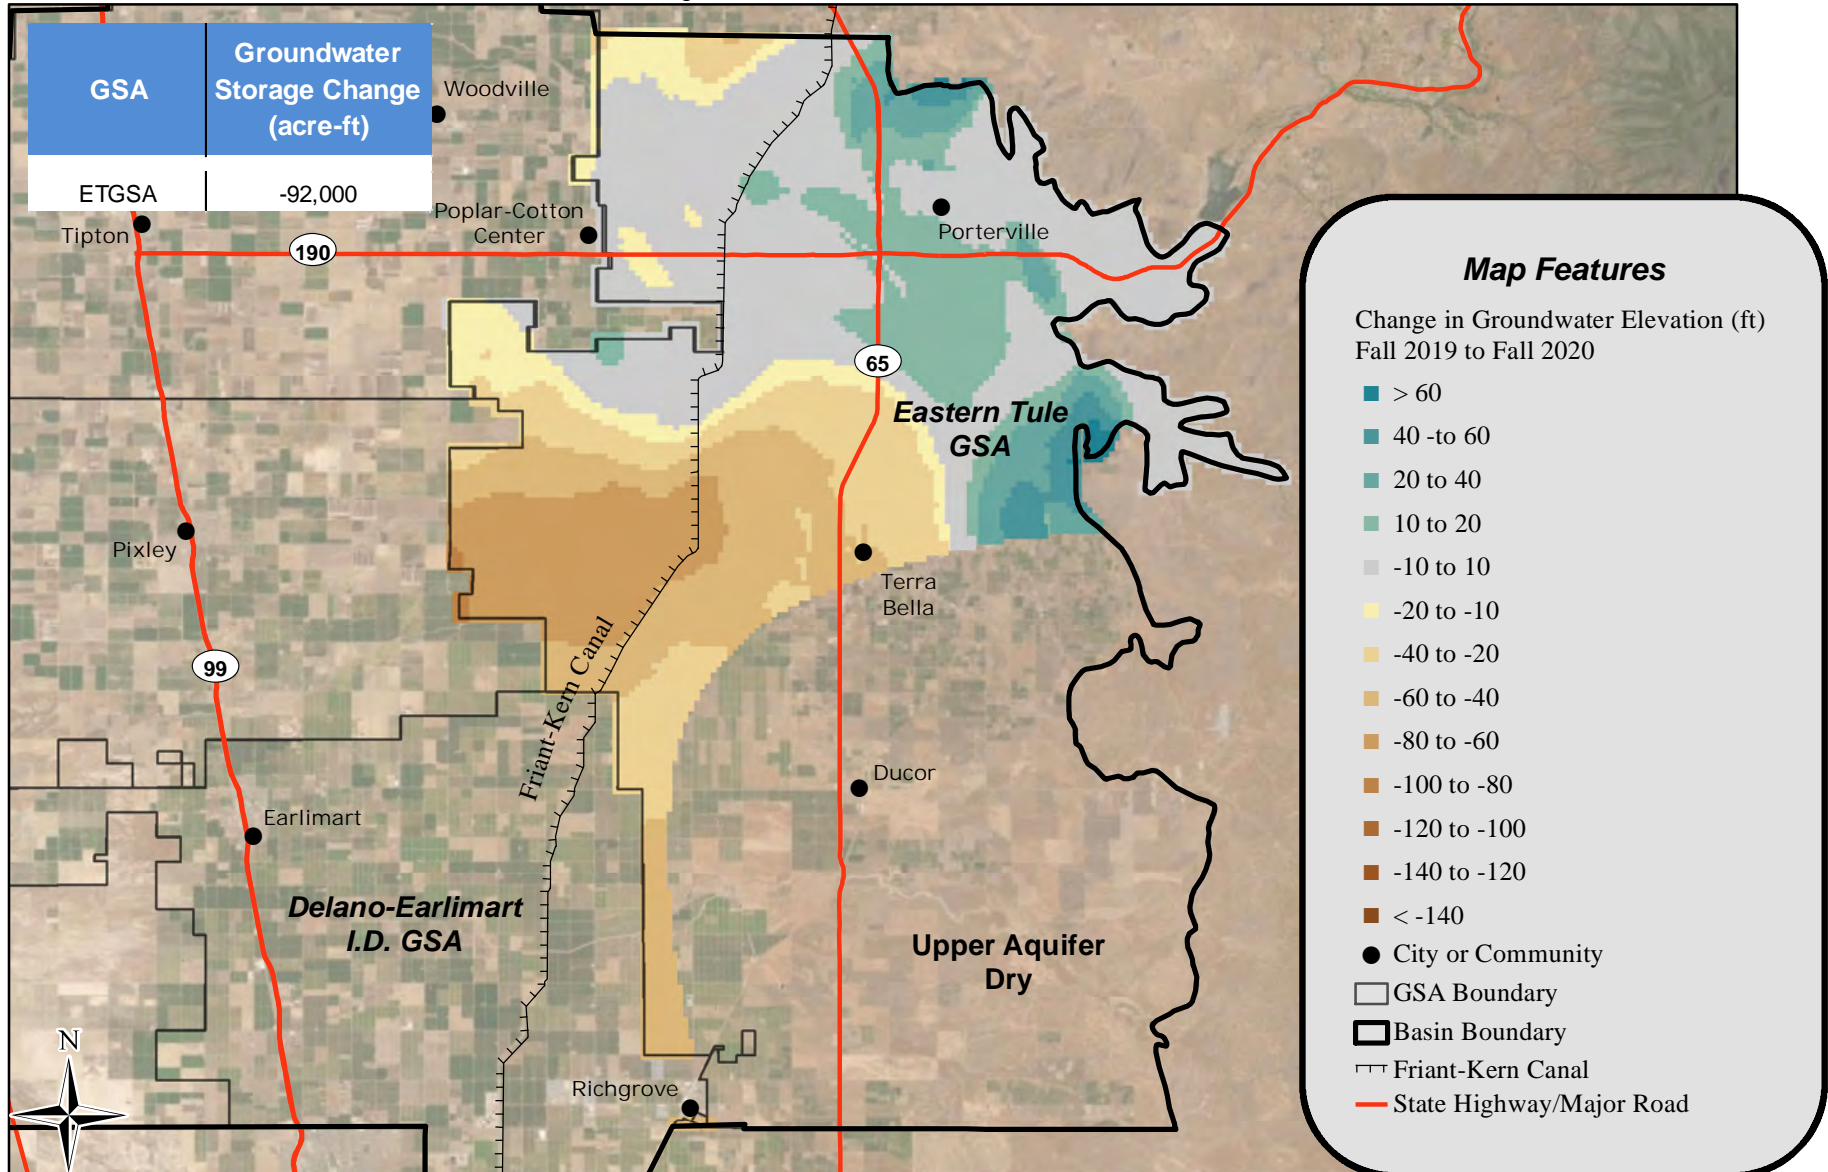 GSA
Groundwater
Storage Change
(acre-ft)
ETGSA
-92,000
Woodville
Poplar-Cotton
Center
Tipton
190
Porterville
65
Eastern Tule
GSA
Pixley
Terra
Bella
99
Friant-Kern Canal
Ducor
Earlimart
Delano-Earlimart
I.D. GSA
Upper Aquifer
Dry
Richgrove
N
Map Features
Change in Groundwater Elevation (ft)
Fall 2019 to Fall 2020
> 60
40 -to 60
20 to 40
10 to 20
-10 to 10
-20 to -10
-40 to -20
-60 to -40
-80 to -60
-100 to -80
-120 to -100
-140 to -120
< -140
City or Community
GSA Boundary
Basin Boundary
Friant-Kern Canal
State Highway/Major Road